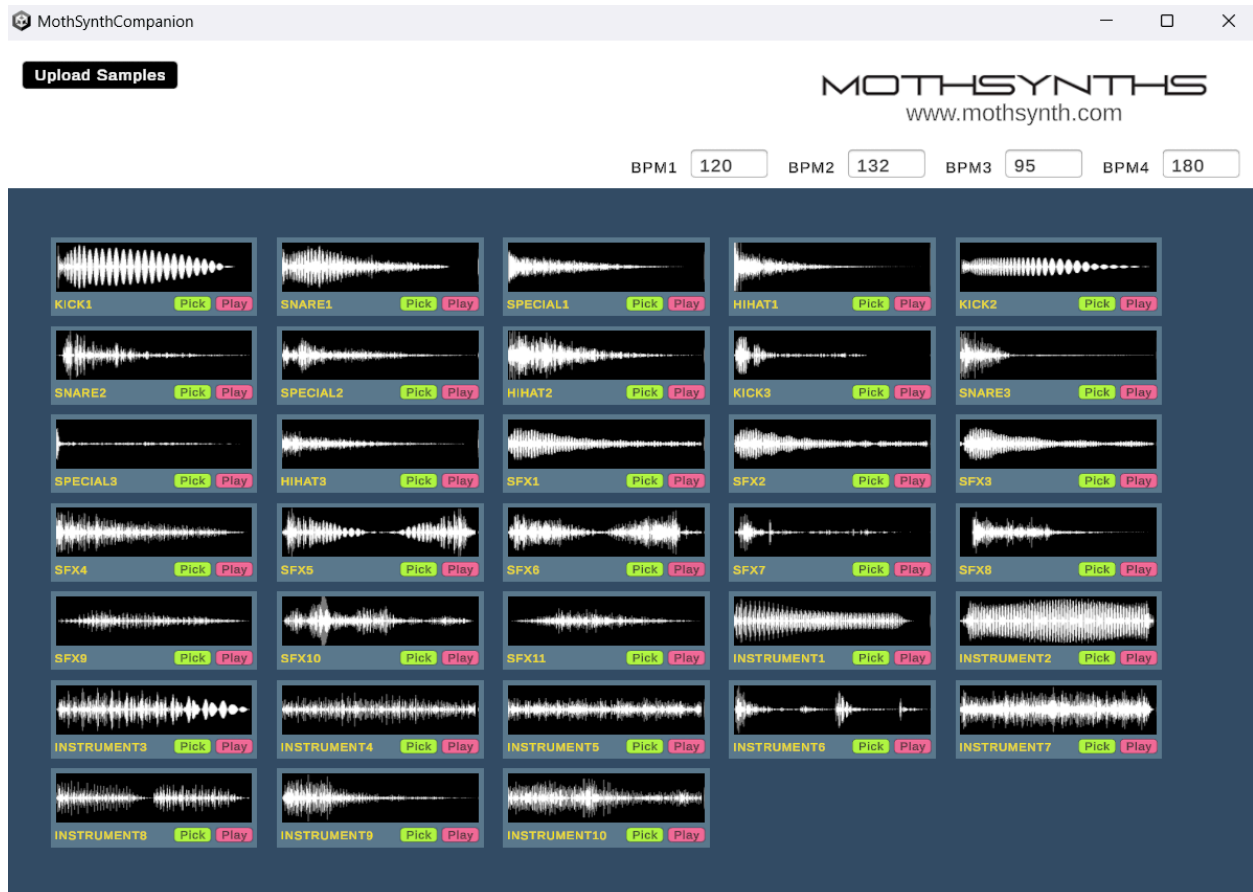 MothSynthCompanion
Upload Samples
MOTHSYNTHS
www.mothsynth.com
BPM1 120 BPM2 132 BPM3 95 BPM4 180
KICK1 Pick Play SNARE1 Pick Play SPECIAL1 Pick Play HIHAT1 Pick Play KICK2 Pick Play
SNARE2 Pick Play SPECIAL2 Pick Play HIHAT2 Pick Play KICK3 Pick Play SNARE3 Pick Play
SPECIAL3 Pick Play HIHAT3 Pick Play SFX1 Pick Play SFX2 Pick Play SFX3 Pick Play
SFX4 Pick Play SFX5 Pick Play SFX6 Pick Play SFX7 Pick Play SFX8 Pick Play
SFX9 Pick Play SFX10 Pick Play SFX11 Pick Play INSTRUMENT1 Pick Play INSTRUMENT2 Pick Play
INSTRUMENT3 Pick Play INSTRUMENT4 Pick Play INSTRUMENT5 Pick Play INSTRUMENT6 Pick Play INSTRUMENT7 Pick Play
INSTRUMENT8 Pick Play INSTRUMENT9 Pick Play INSTRUMENT10 Pick Play